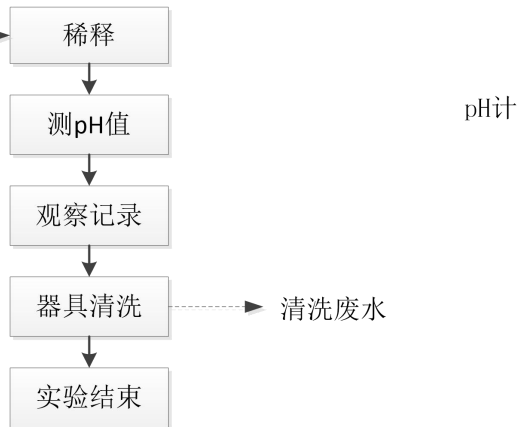 稀释
测pH值
pH计
观察记录
器具清洗
清洗废水
实验结束